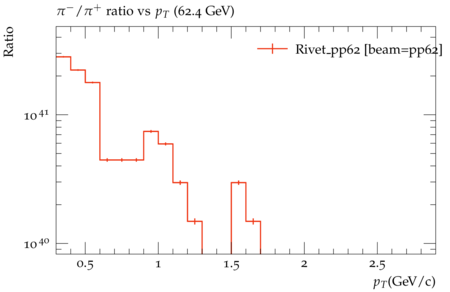 π⁻/π⁺ ratio vs p_T (62.4 GeV)
Ratio
Rivet_pp62 [beam=pp62]
10^41
10^40
0.5 1 1.5 2 2.5
p_T(GeV/c)